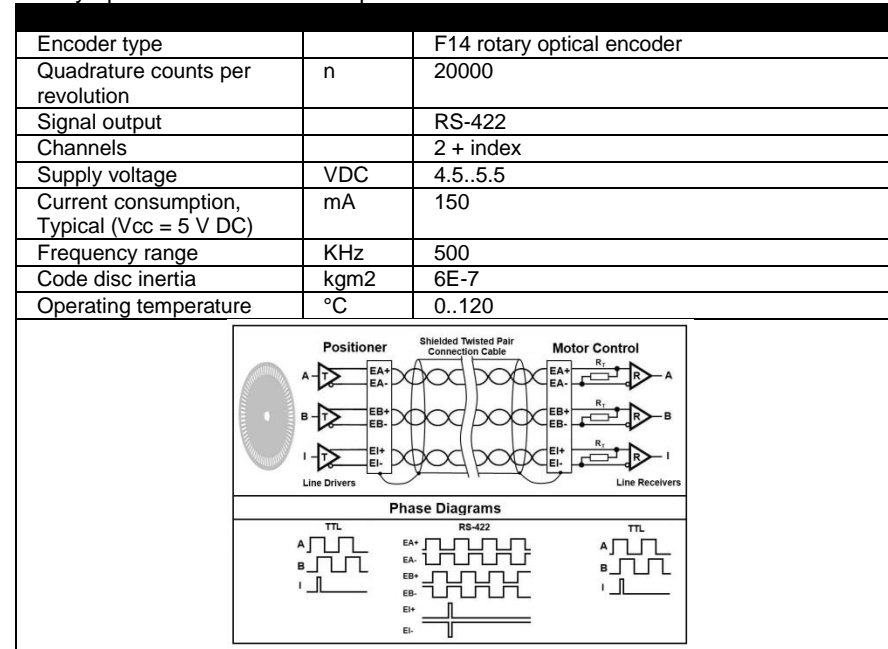 Encoder type F14 rotary optical encoder
Quadrature counts per n 20000
revolution
Signal output RS-422
Channels 2 + index
Supply voltage VDC 4.5..5.5
Current consumption, mA 150
Typical (Vcc = 5 V DC)
Frequency range KHz 500
Code disc inertia kgm2 6E-7
Operating temperature °C 0..120
Positioner Shielded Twisted Pair Motor Control
Connection Cable
RT
A T EA+ EA+ R A
EA- EA-
RT
B T EB+ EB+ R B
EB- EB-
RT
I T EI+ EI+ R I
EI- EI-
Line Drivers Line Receivers
Phase Diagrams
TTL RS-422 TTL
A EA+ A
EA-
B EB+ B
EB-
I EI+ I
EI-